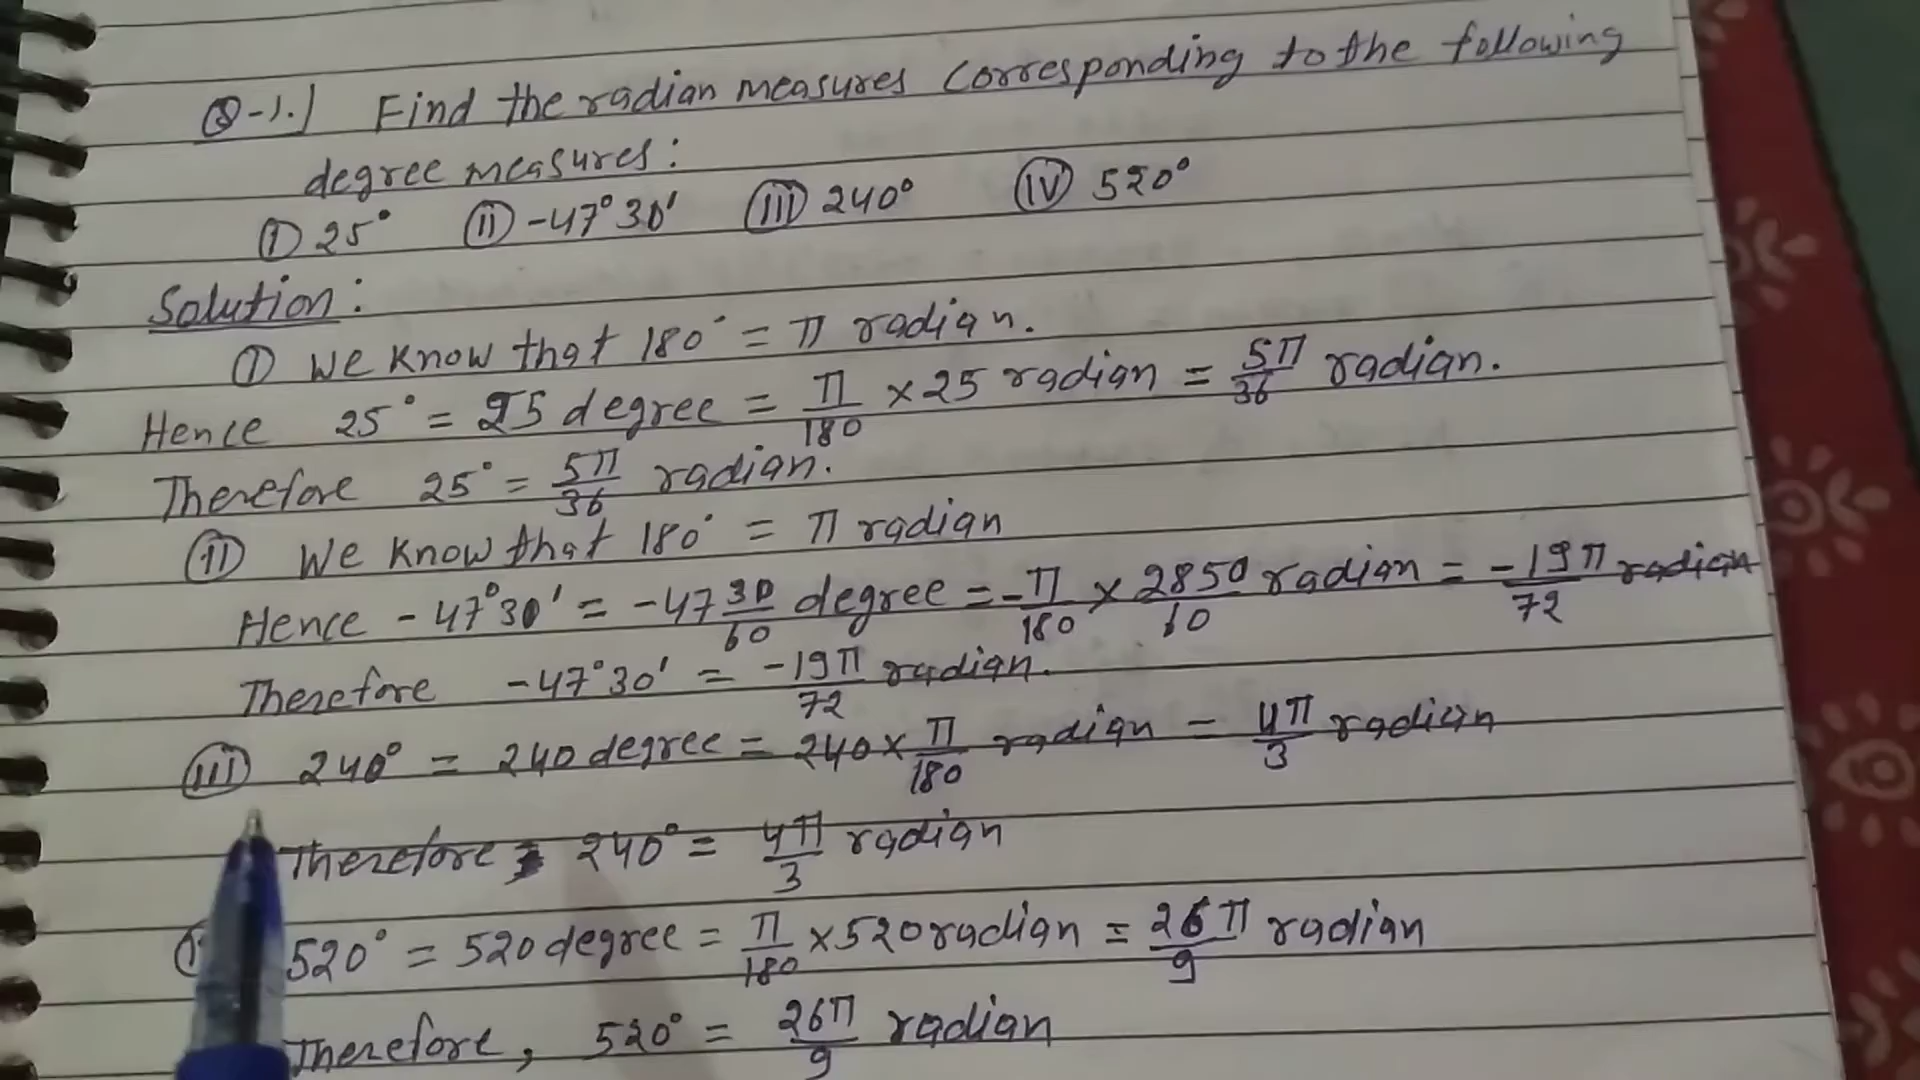 Q-1.| Find the radian measures corresponding to the following
degree measures:
(I) 25° (II) -47°30' (III) 240° (IV) 520°
Solution:
(I) We know that 180° = π radian.
Hence 25° = 25 degree = π/180 × 25 radian = 5π/36 radian.
Therefore 25° = 5π/36 radian.
(II) We know that 180° = π radian
Hence -47°30' = -47 30/60 degree = -π/180 × 2850/60 radian = -19π/72 radian
Therefore -47°30' = -19π/72 radian.
(III) 240° = 240 degree = 240 × π/180 radian = 4π/3 radian
Therefore, 240° = 4π/3 radian
520° = 520 degree = π/180 × 520 radian = 26π/9 radian
Therefore, 520° = 26π/9 radian